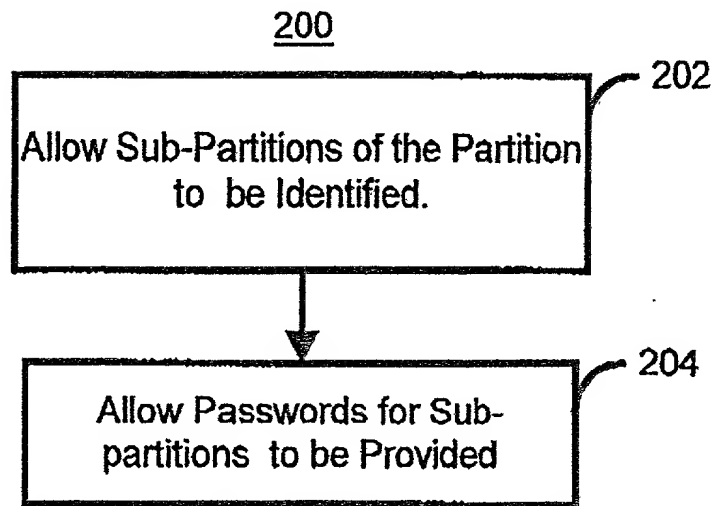 200
202
Allow Sub-Partitions of the Partition
to be Identified.
204
Allow Passwords for Sub-
partitions to be Provided